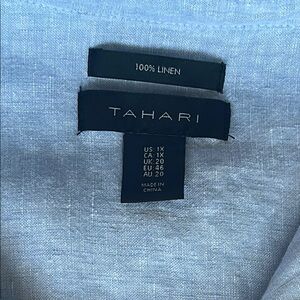 100% LINEN
TAHARI
US 1X
CA 1X
UK 20
EU 46
AU 20
MADE IN
CHINA